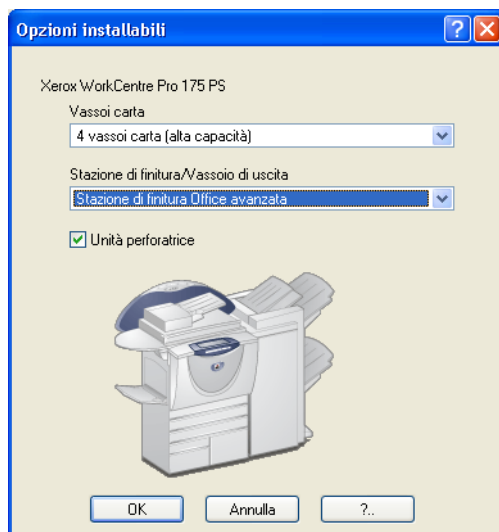 Opzioni installabili
Xerox WorkCentre Pro 175 PS
Vassoi carta
4 vassoi carta (alta capacità)
Stazione di finitura/Vassoio di uscita
Stazione di finitura Office avanzata
Unità perforatrice
OK Annulla ?..